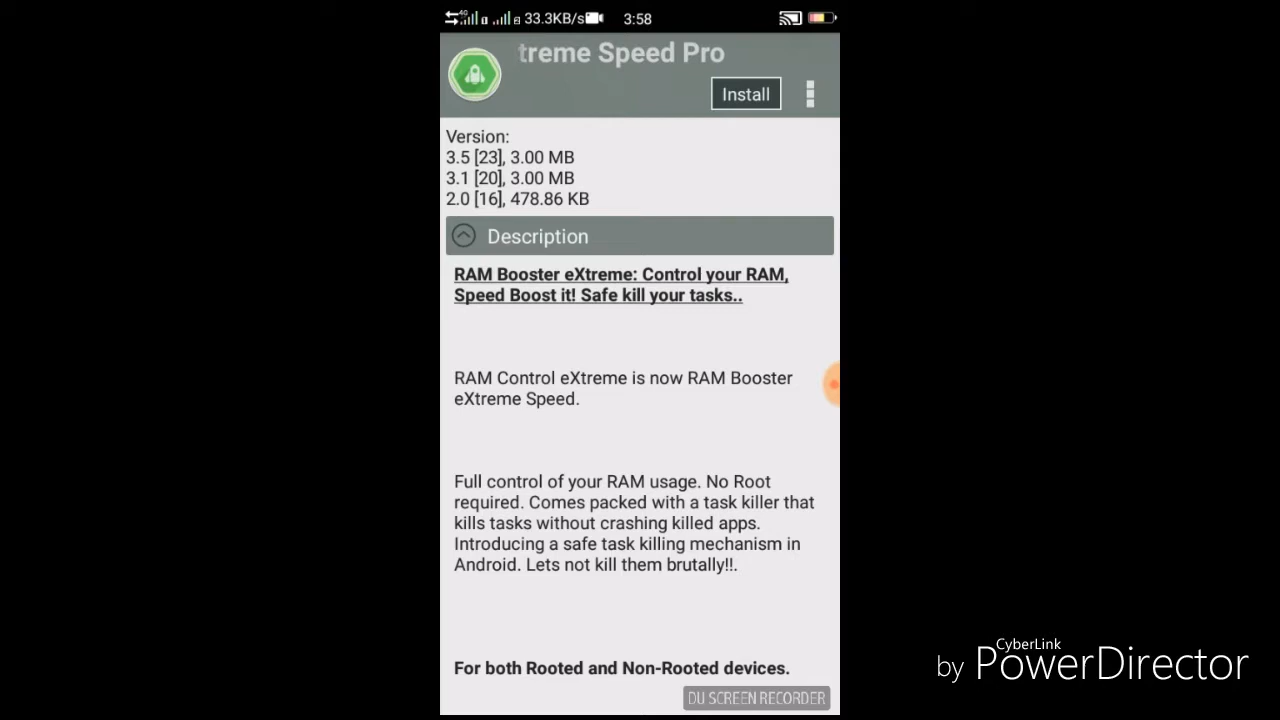 4G 33.3KB/s 3:58
treme Speed Pro
Install
Version:
3.5 [23], 3.00 MB
3.1 [20], 3.00 MB
2.0 [16], 478.86 KB
Description
RAM Booster eXtreme: Control your RAM,
Speed Boost it! Safe kill your tasks..
RAM Control eXtreme is now RAM Booster
eXtreme Speed.
Full control of your RAM usage. No Root
required. Comes packed with a task killer that
kills tasks without crashing killed apps.
Introducing a safe task killing mechanism in
Android. Lets not kill them brutally!!.
For both Rooted and Non-Rooted devices.
DU SCREEN RECORDER
CyberLink
by PowerDirector